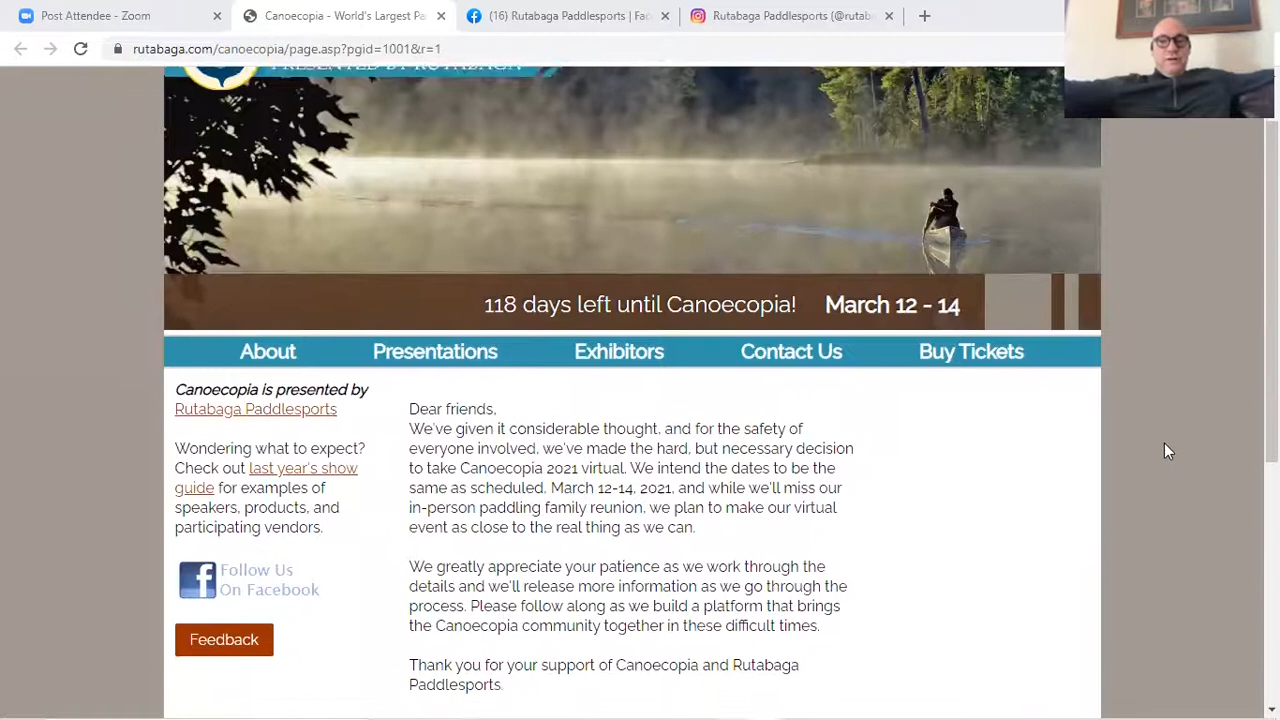 Post Attendee - Zoom
Canoecopia - World's Largest Pa
(16) Rutabaga Paddlesports | Fac
Rutabaga Paddlesports (@rutab
rutabaga.com/canoecopia/page.asp?pgid=1001&r=1
PRESENTED BY RUTABAGA
118 days left until Canoecopia! March 12 - 14
About Presentations Exhibitors Contact Us Buy Tickets
Canoecopia is presented by
Rutabaga Paddlesports
Wondering what to expect?
Check out last year's show
guide for examples of
speakers, products, and
participating vendors.
Follow Us
On Facebook
Feedback
Dear friends,
We've given it considerable thought, and for the safety of
everyone involved, we've made the hard, but necessary decision
to take Canoecopia 2021 virtual. We intend the dates to be the
same as scheduled, March 12-14, 2021, and while we'll miss our
in-person paddling family reunion, we plan to make our virtual
event as close to the real thing as we can.
We greatly appreciate your patience as we work through the
details and we'll release more information as we go through the
process. Please follow along as we build a platform that brings
the Canoecopia community together in these difficult times.
Thank you for your support of Canoecopia and Rutabaga
Paddlesports.